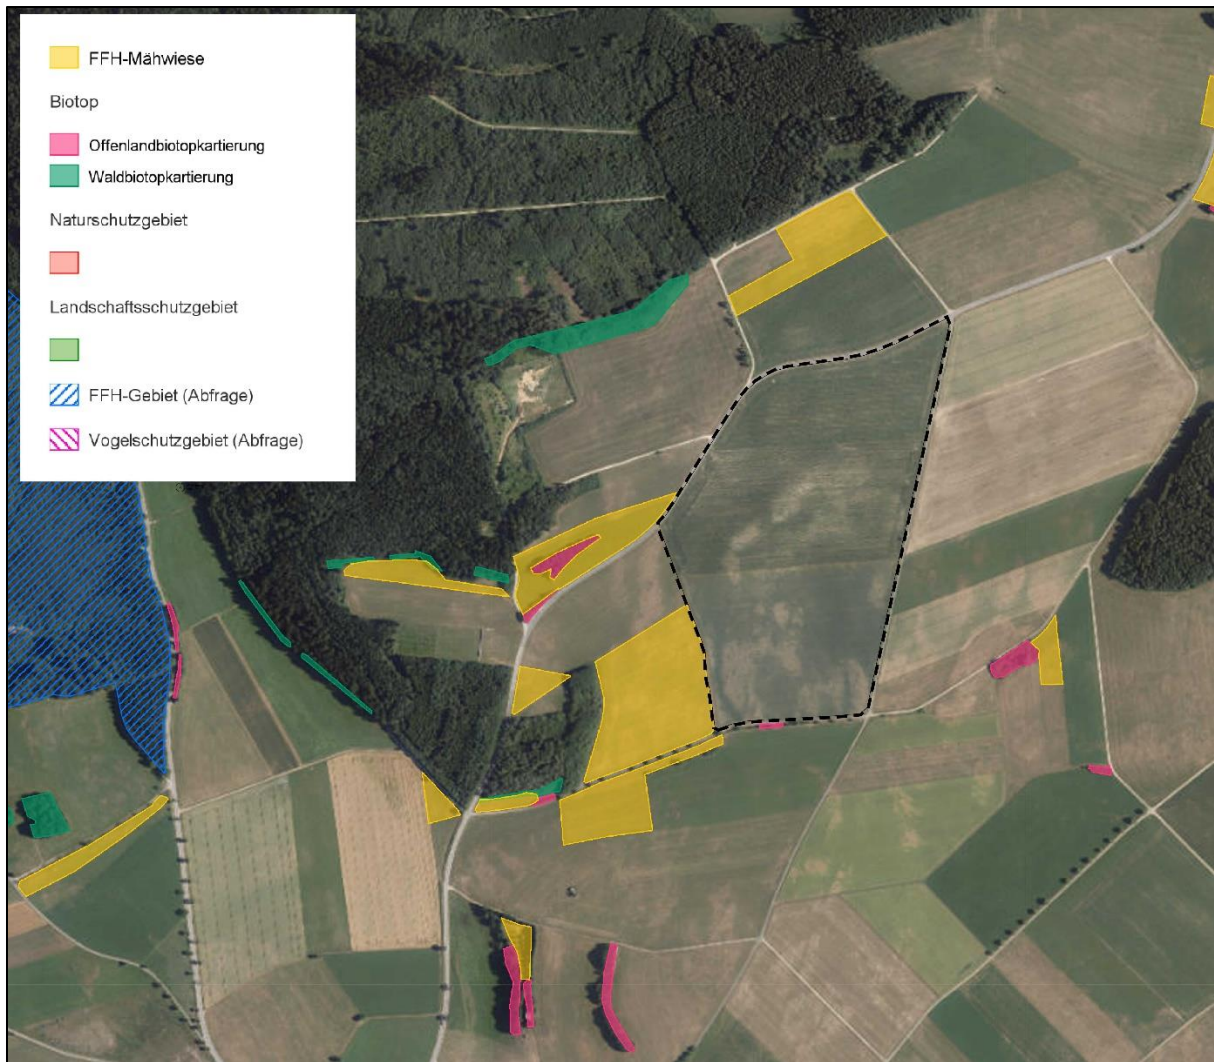 FFH-Mähwiese
Biotop
Offenlandbiotopkartierung
Waldbiotopkartierung
Naturschutzgebiet
Landschaftsschutzgebiet
FFH-Gebiet (Abfrage)
Vogelschutzgebiet (Abfrage)